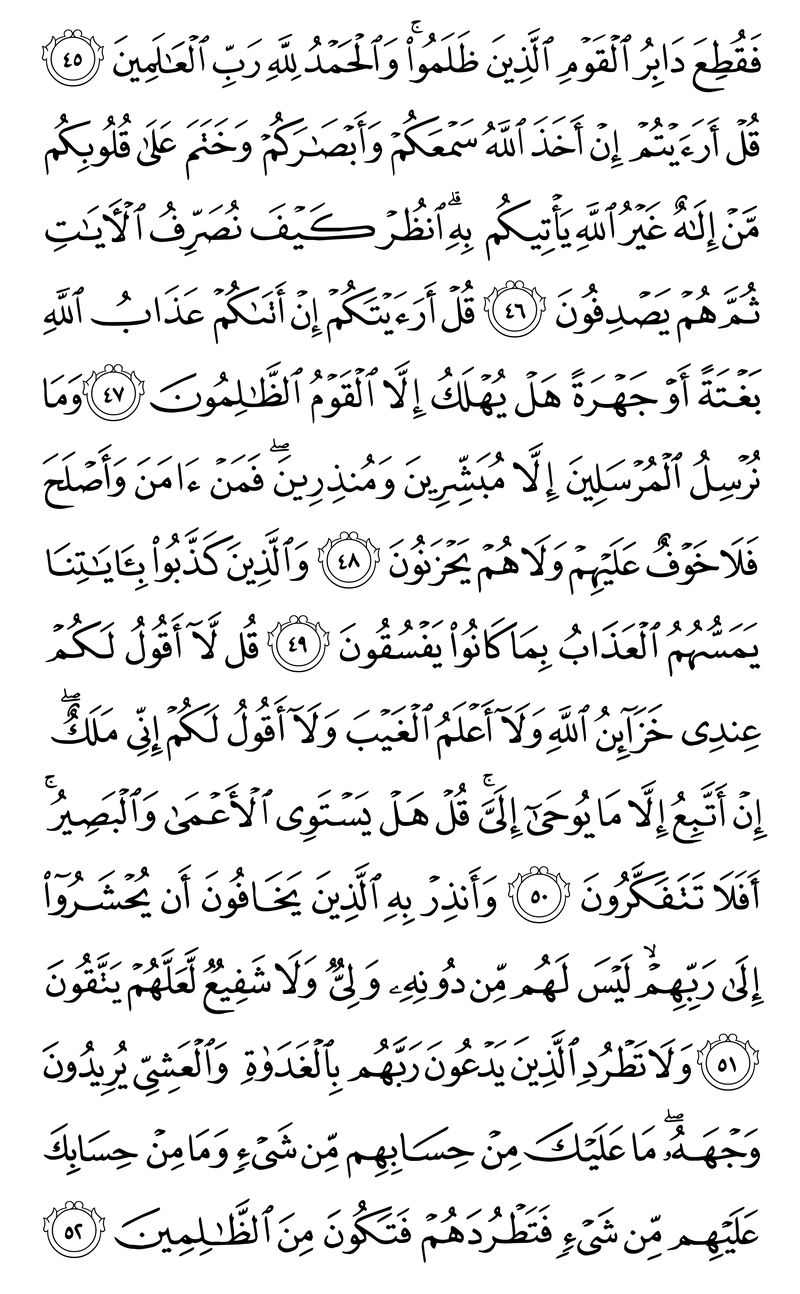 فَقُطِعَ دَابِرُ ٱلْقَوْمِ ٱلَّذِينَ ظَلَمُوا۟ۚ وَٱلْحَمْدُ لِلَّهِ رَبِّ ٱلْعَٰلَمِينَ ٤٥
قُلْ أَرَءَيْتُمْ إِنْ أَخَذَ ٱللَّهُ سَمْعَكُمْ وَأَبْصَٰرَكُمْ وَخَتَمَ عَلَىٰ قُلُوبِكُم
مَّنْ إِلَٰهٌ غَيْرُ ٱللَّهِ يَأْتِيكُم بِهِۗ ٱنظُرْ كَيْفَ نُصَرِّفُ ٱلْءَايَٰتِ
ثُمَّ هُمْ يَصْدِفُونَ ٤٦ قُلْ أَرَءَيْتَكُمْ إِنْ أَتَىٰكُمْ عَذَابُ ٱللَّهِ
بَغْتَةً أَوْ جَهْرَةً هَلْ يُهْلَكُ إِلَّا ٱلْقَوْمُ ٱلظَّٰلِمُونَ ٤٧ وَمَا
نُرْسِلُ ٱلْمُرْسَلِينَ إِلَّا مُبَشِّرِينَ وَمُنذِرِينَۖ فَمَنْ ءَامَنَ وَأَصْلَحَ
فَلَا خَوْفٌ عَلَيْهِمْ وَلَا هُمْ يَحْزَنُونَ ٤٨ وَٱلَّذِينَ كَذَّبُوا۟ بِـَٔايَٰتِنَا
يَمَسُّهُمُ ٱلْعَذَابُ بِمَا كَانُوا۟ يَفْسُقُونَ ٤٩ قُل لَّآ أَقُولُ لَكُمْ
عِندِى خَزَآئِنُ ٱللَّهِ وَلَآ أَعْلَمُ ٱلْغَيْبَ وَلَآ أَقُولُ لَكُمْ إِنِّى مَلَكٌۖ
إِنْ أَتَّبِعُ إِلَّا مَا يُوحَىٰٓ إِلَىَّۚ قُلْ هَلْ يَسْتَوِى ٱلْأَعْمَىٰ وَٱلْبَصِيرُۚ
أَفَلَا تَتَفَكَّرُونَ ٥٠ وَأَنذِرْ بِهِ ٱلَّذِينَ يَخَافُونَ أَن يُحْشَرُوٓا۟
إِلَىٰ رَبِّهِمْۙ لَيْسَ لَهُم مِّن دُونِهِۦ وَلِىٌّ وَلَا شَفِيعٌ لَّعَلَّهُمْ يَتَّقُونَ
٥١ وَلَا تَطْرُدِ ٱلَّذِينَ يَدْعُونَ رَبَّهُم بِٱلْغَدَوٰةِ وَٱلْعَشِىِّ يُرِيدُونَ
وَجْهَهُۥۖ مَا عَلَيْكَ مِنْ حِسَابِهِم مِّن شَىْءٍ وَمَا مِنْ حِسَابِكَ
عَلَيْهِم مِّن شَىْءٍ فَتَطْرُدَهُمْ فَتَكُونَ مِنَ ٱلظَّٰلِمِينَ ٥٢